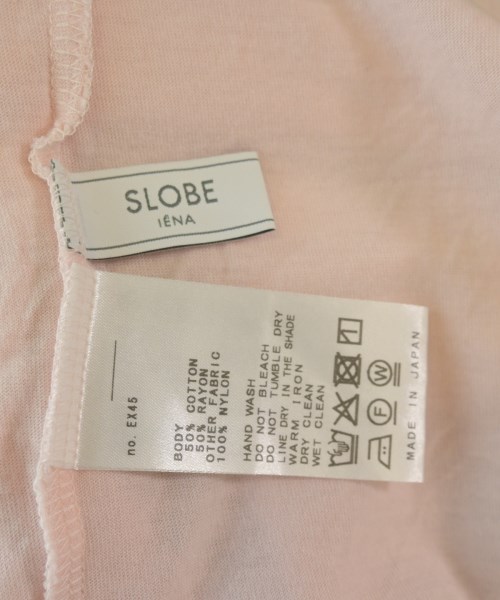 SLOBE
IÉNA
no. EX45
BODY
50% COTTON
50% RAYON
OTHER FABRIC
100% NYLON
HAND WASH
DO NOT BLEACH
DO NOT TUMBLE DRY
LINE DRY IN THE SHADE
WARM IRON
DRY CLEAN
WET CLEAN
F W
MADE IN JAPAN